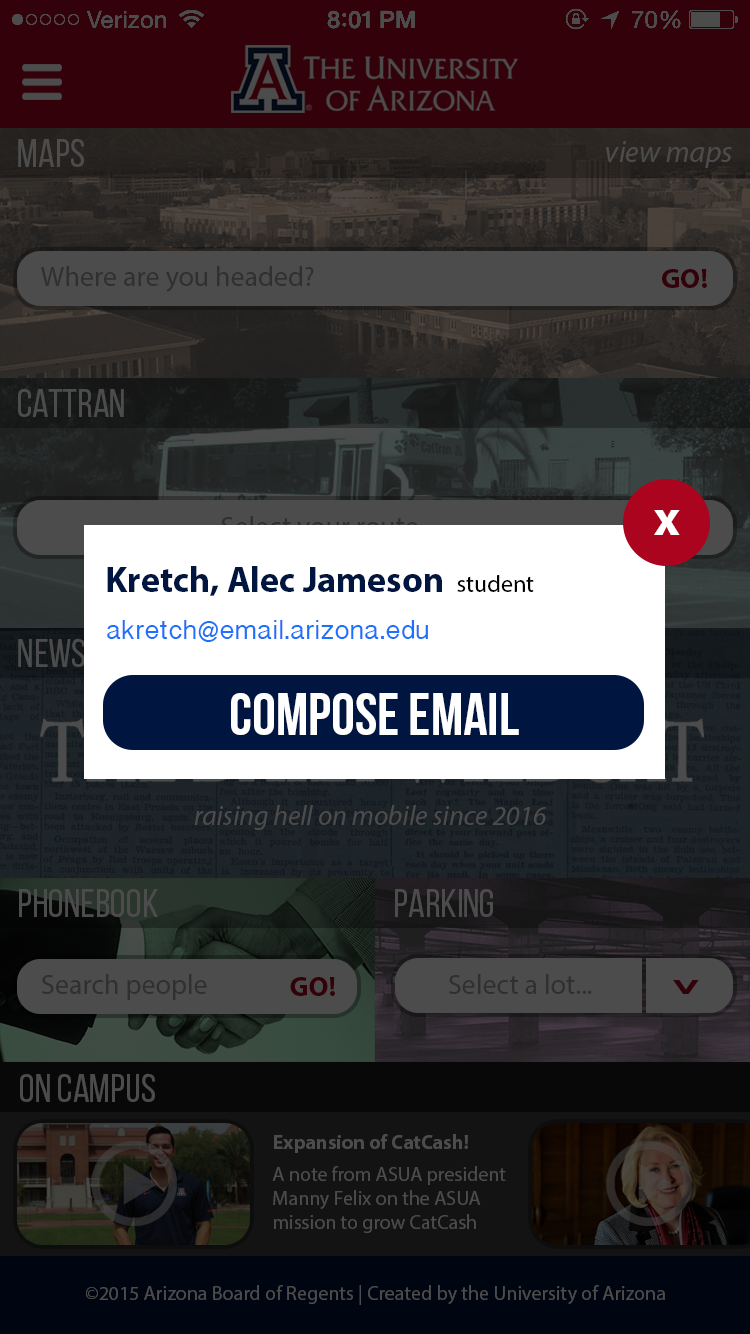 Verizon 8:01 PM 70%
THE UNIVERSITY
OF ARIZONA
MAPS view maps
Where are you headed? GO!
CATTRAN
X
Kretch, Alec Jameson student
akretch@email.arizona.edu
NEWS
COMPOSE EMAIL
raising hell on mobile since 2016
PHONEBOOK PARKING
Search people GO! Select a lot...
ON CAMPUS
Expansion of CatCash!
A note from ASUA president
Manny Felix on the ASUA
mission to grow CatCash
©2015 Arizona Board of Regents | Created by the University of Arizona